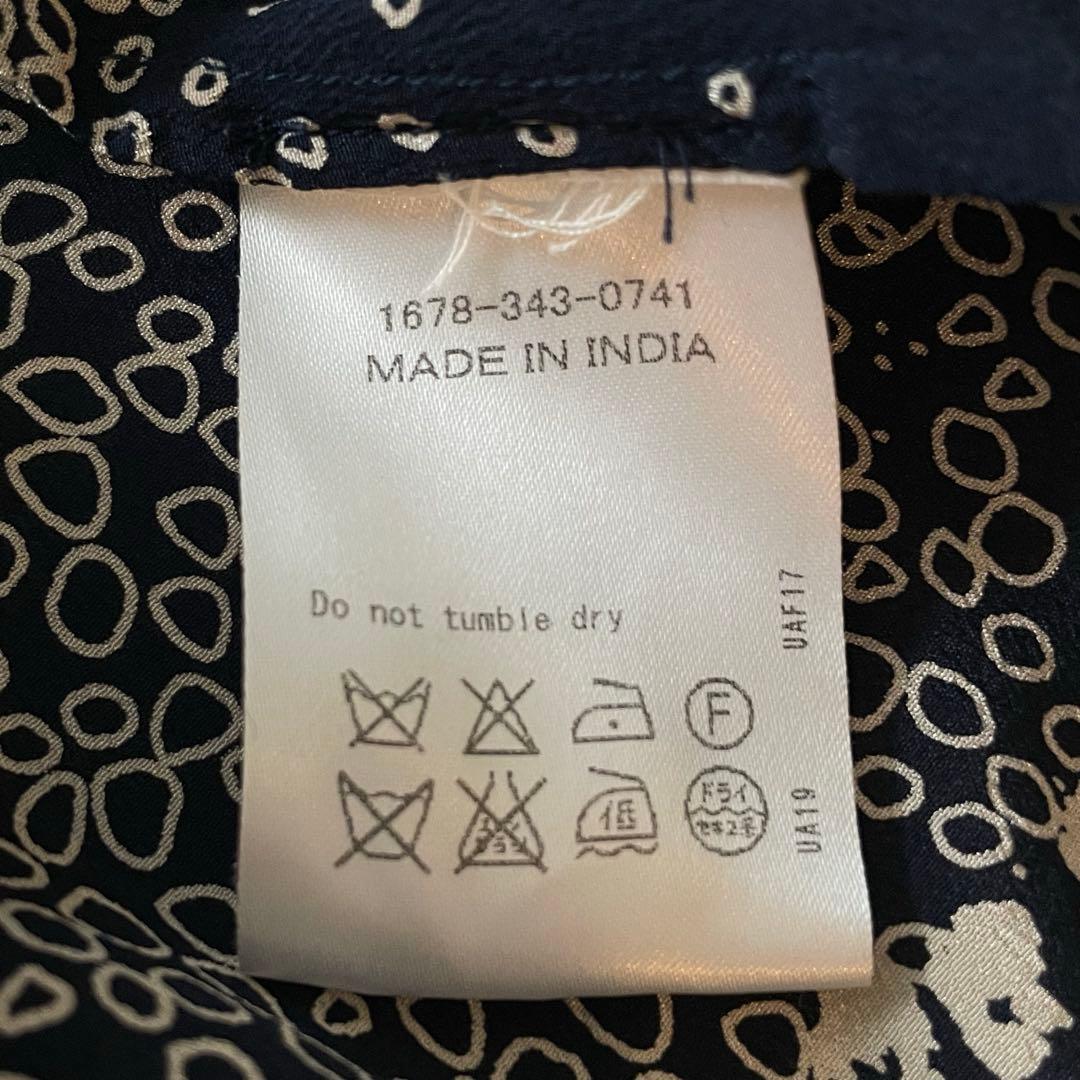 1678-343-0741
MADE IN INDIA
Do not tumble dry
UAF17
F
低
ドライ
セキユ系
UA19